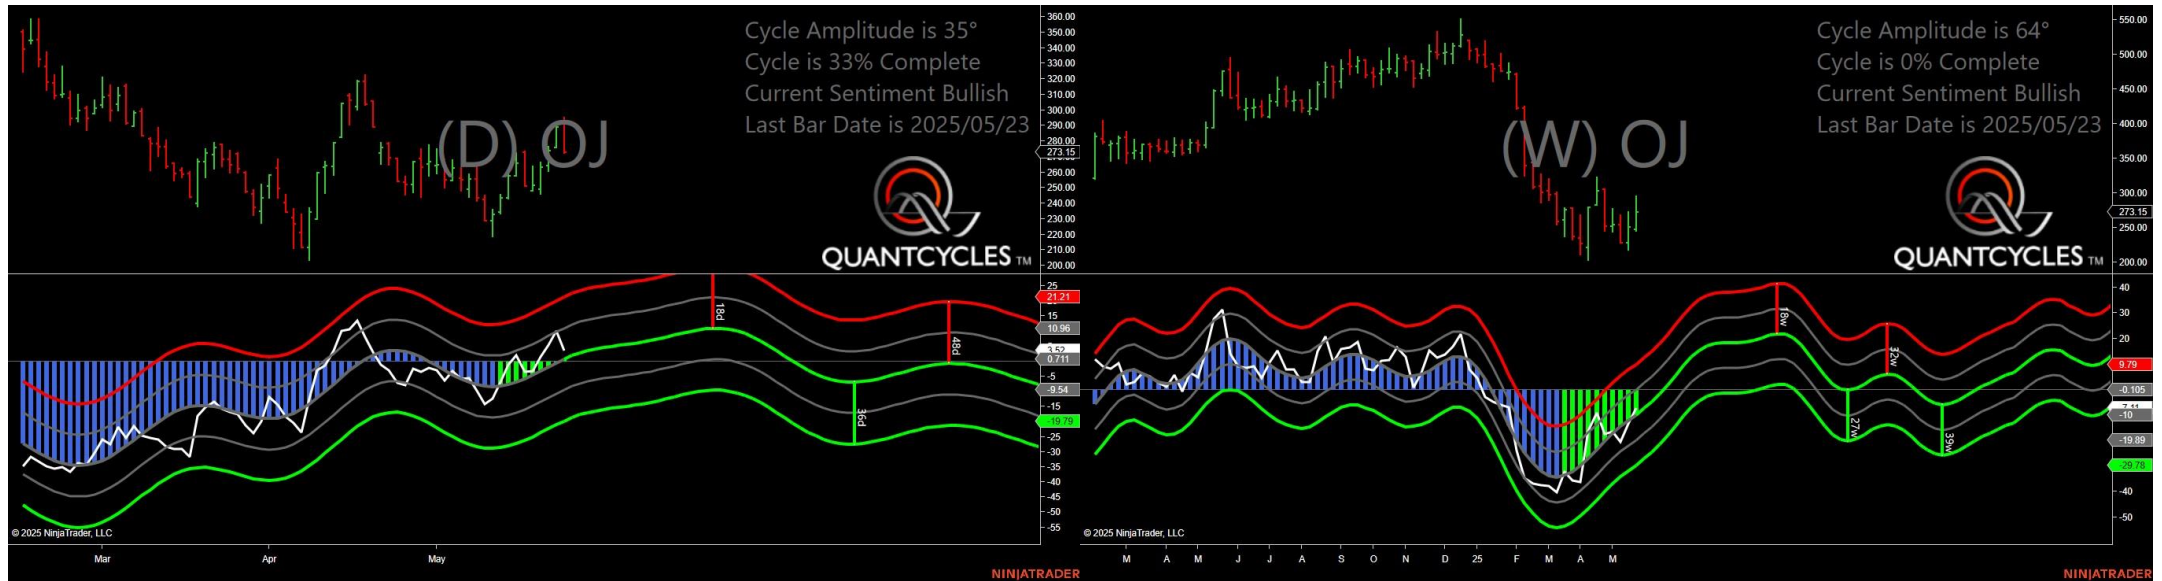 Cycle Amplitude is 35°
Cycle is 33% Complete
Current Sentiment Bullish
Last Bar Date is 2025/05/23
(D) OJ
QUANTCYCLES TM
360.00
350.00
340.00
330.00
320.00
310.00
300.00
290.00
280.00
273.15
260.00
250.00
240.00
230.00
220.00
210.00
200.00
25
21.21
15
10.96
3.52
0.711
-5
-9.54
-15
-19.79
-25
-30
-35
-40
-45
-50
-55
18d
36d
48d
© 2025 NinjaTrader, LLC
Mar Apr May
NINJATRADER
Cycle Amplitude is 64°
Cycle is 0% Complete
Current Sentiment Bullish
Last Bar Date is 2025/05/23
(W) OJ
QUANTCYCLES TM
550.00
500.00
450.00
400.00
350.00
300.00
273.15
250.00
200.00
40
30
20
9.79
-0.105
-10
-19.89
-29.78
-40
-50
18w
27w
32w
39w
© 2025 NinjaTrader, LLC
M A M J J A S O N D 25 F M A M
NINJATRADER